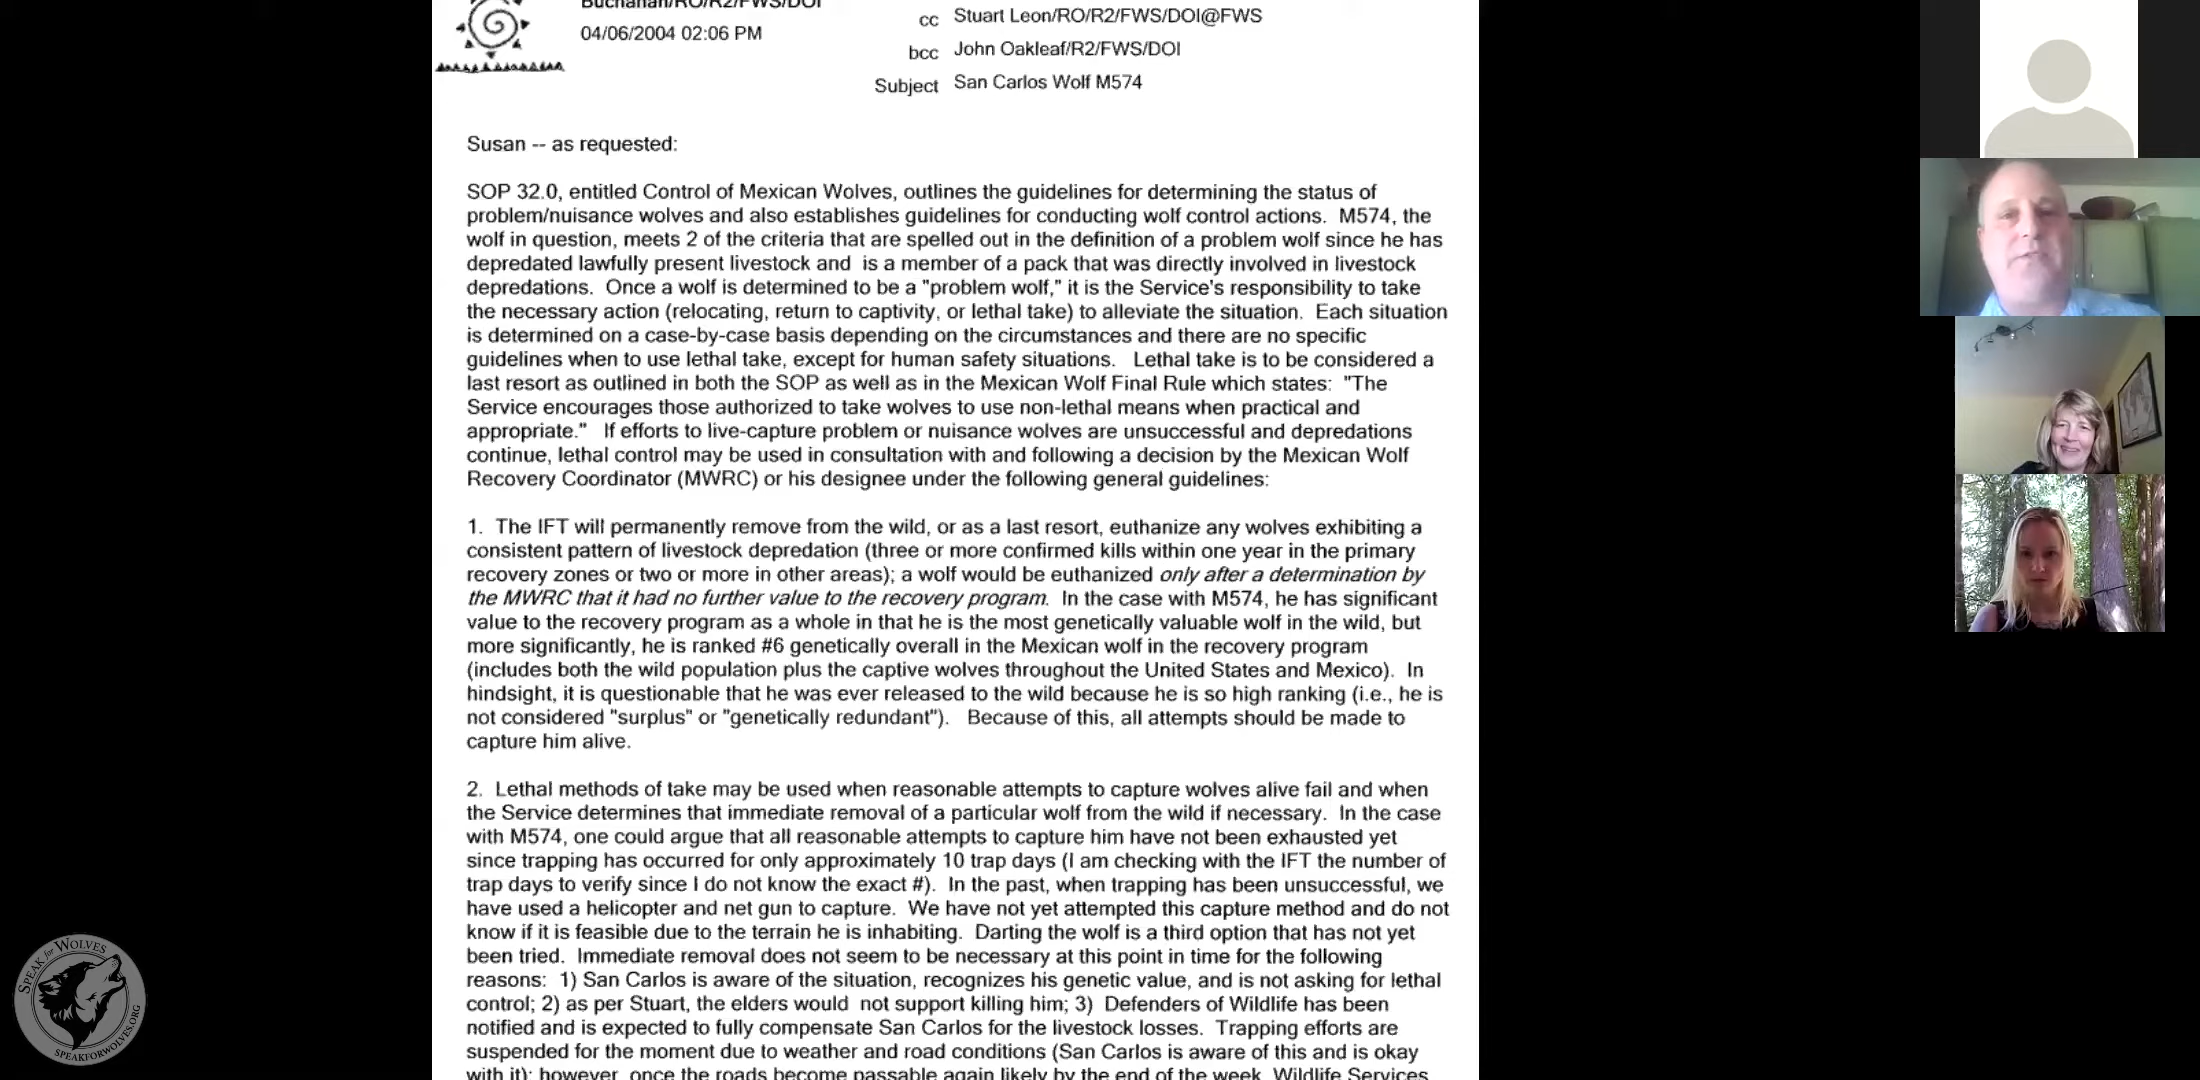 Buchanan/RO/R2/FWS/DOI
04/06/2004 02:06 PM
cc Stuart Leon/RO/R2/FWS/DOI@FWS
bcc John Oakleaf/R2/FWS/DOI
Subject San Carlos Wolf M574
Susan -- as requested:
SOP 32.0, entitled Control of Mexican Wolves, outlines the guidelines for determining the status of
problem/nuisance wolves and also establishes guidelines for conducting wolf control actions. M574, the
wolf in question, meets 2 of the criteria that are spelled out in the definition of a problem wolf since he has
depredated lawfully present livestock and is a member of a pack that was directly involved in livestock
depredations. Once a wolf is determined to be a "problem wolf," it is the Service's responsibility to take
the necessary action (relocating, return to captivity, or lethal take) to alleviate the situation. Each situation
is determined on a case-by-case basis depending on the circumstances and there are no specific
guidelines when to use lethal take, except for human safety situations. Lethal take is to be considered a
last resort as outlined in both the SOP as well as in the Mexican Wolf Final Rule which states: "The
Service encourages those authorized to take wolves to use non-lethal means when practical and
appropriate." If efforts to live-capture problem or nuisance wolves are unsuccessful and depredations
continue, lethal control may be used in consultation with and following a decision by the Mexican Wolf
Recovery Coordinator (MWRC) or his designee under the following general guidelines:
1. The IFT will permanently remove from the wild, or as a last resort, euthanize any wolves exhibiting a
consistent pattern of livestock depredation (three or more confirmed kills within one year in the primary
recovery zones or two or more in other areas); a wolf would be euthanized only after a determination by
the MWRC that it had no further value to the recovery program. In the case with M574, he has significant
value to the recovery program as a whole in that he is the most genetically valuable wolf in the wild, but
more significantly, he is ranked #6 genetically overall in the Mexican wolf in the recovery program
(includes both the wild population plus the captive wolves throughout the United States and Mexico). In
hindsight, it is questionable that he was ever released to the wild because he is so high ranking (i.e., he is
not considered "surplus" or "genetically redundant"). Because of this, all attempts should be made to
capture him alive.
2. Lethal methods of take may be used when reasonable attempts to capture wolves alive fail and when
the Service determines that immediate removal of a particular wolf from the wild if necessary. In the case
with M574, one could argue that all reasonable attempts to capture him have not been exhausted yet
since trapping has occurred for only approximately 10 trap days (I am checking with the IFT the number of
trap days to verify since I do not know the exact #). In the past, when trapping has been unsuccessful, we
have used a helicopter and net gun to capture. We have not yet attempted this capture method and do not
know if it is feasible due to the terrain he is inhabiting. Darting the wolf is a third option that has not yet
been tried. Immediate removal does not seem to be necessary at this point in time for the following
reasons: 1) San Carlos is aware of the situation, recognizes his genetic value, and is not asking for lethal
control; 2) as per Stuart, the elders would not support killing him; 3) Defenders of Wildlife has been
notified and is expected to fully compensate San Carlos for the livestock losses. Trapping efforts are
suspended for the moment due to weather and road conditions (San Carlos is aware of this and is okay
with it); however, once the roads become passable again likely by the end of the week, Wildlife Services
SPEAK for WOLVES
SPEAKFORWOLVES.ORG